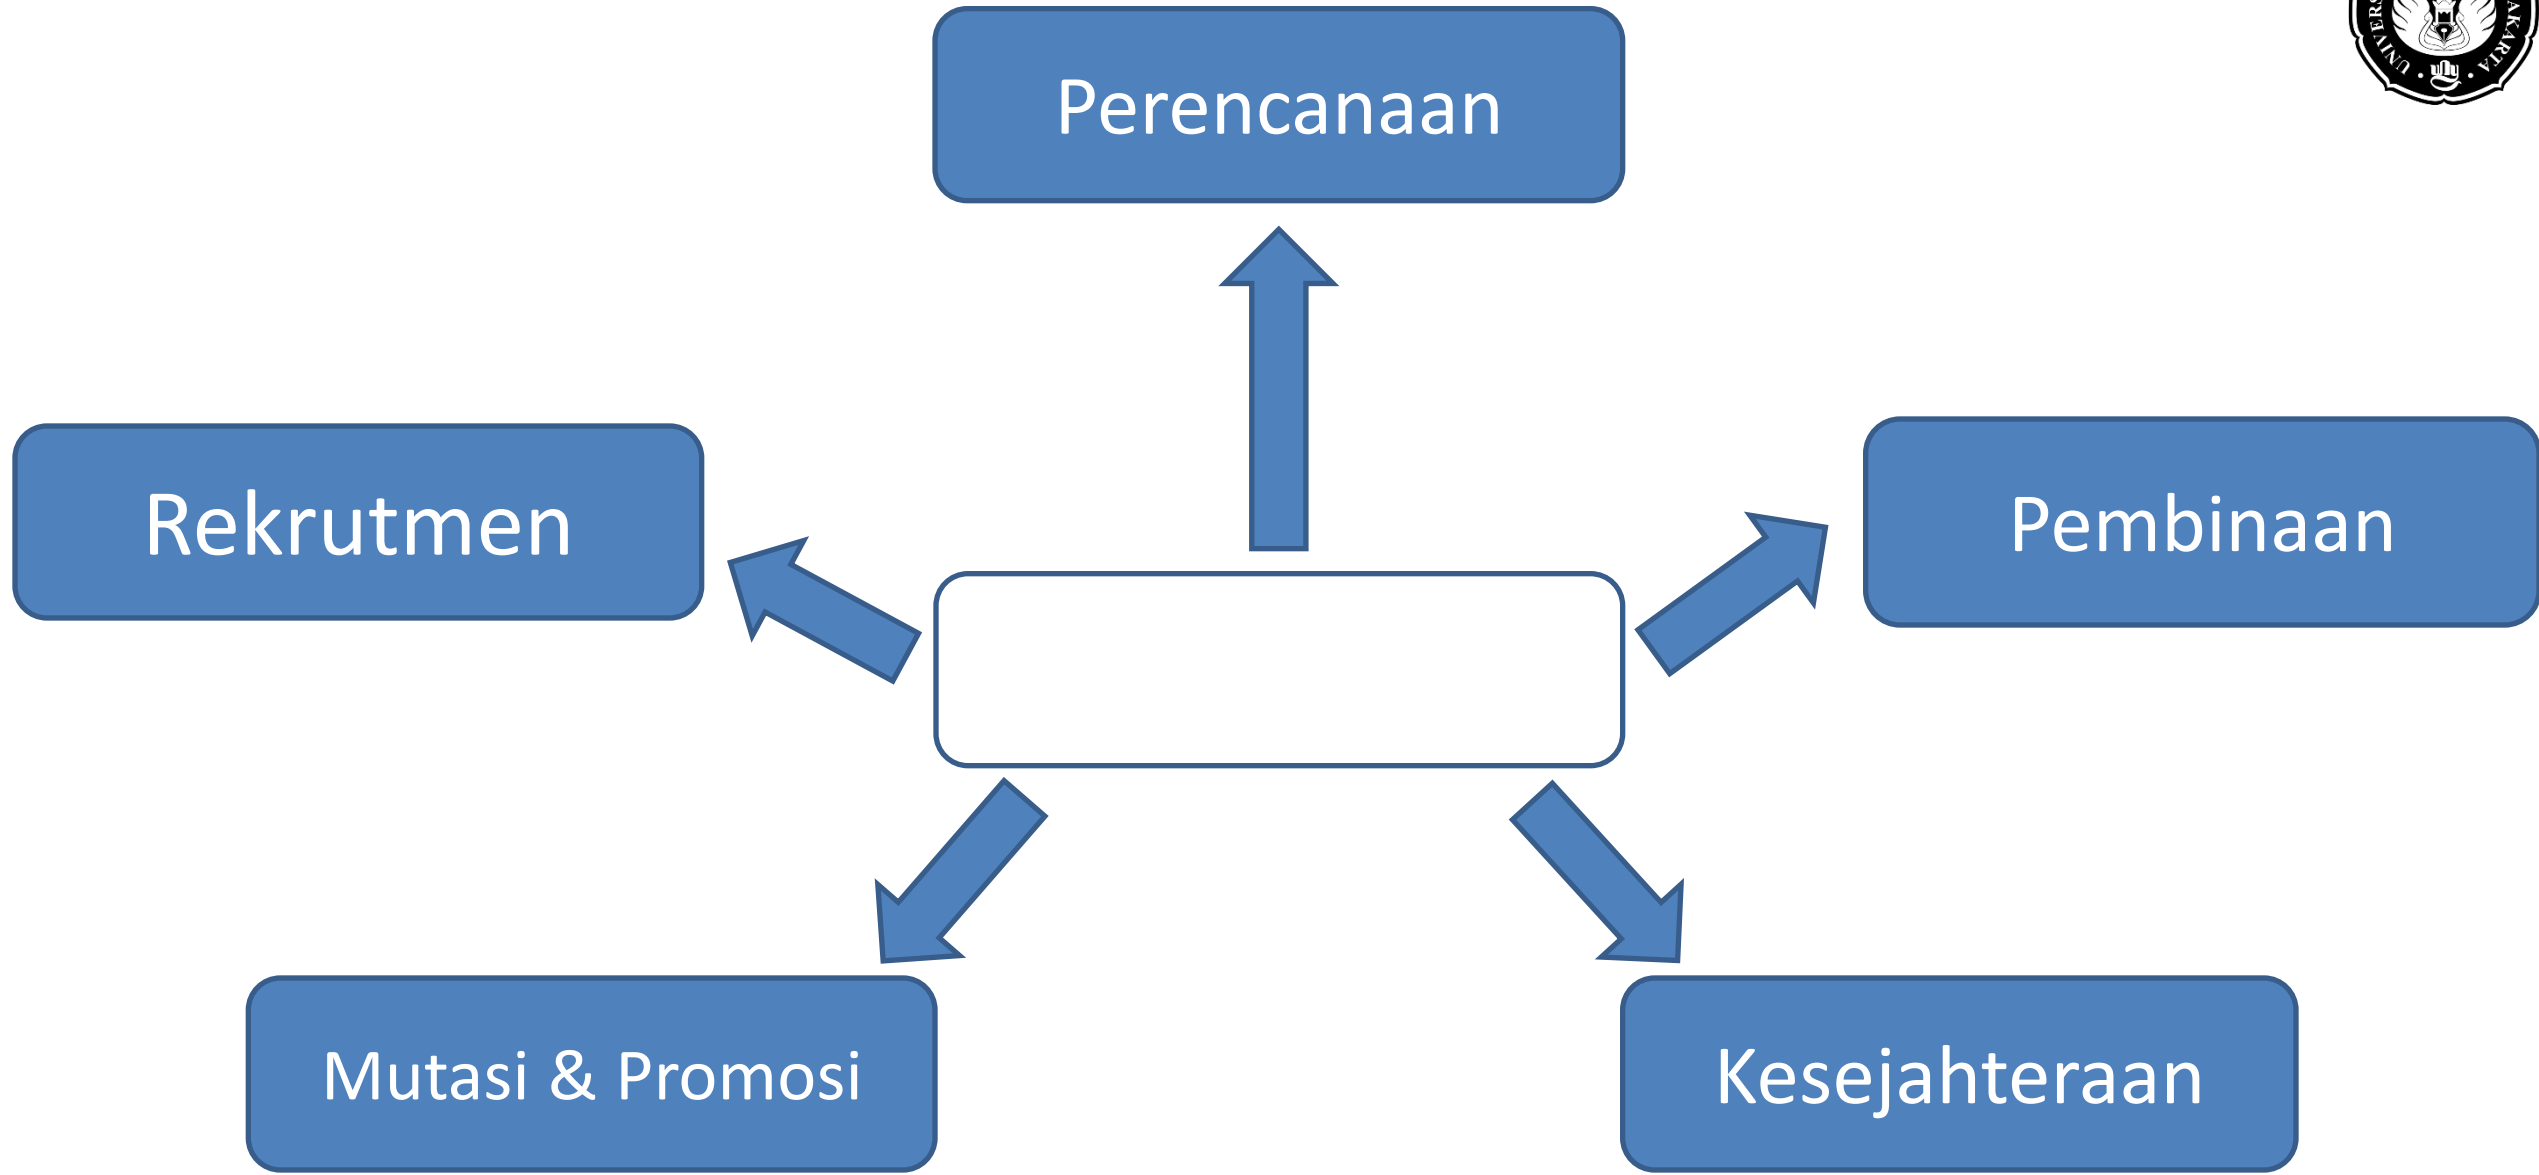 Perencanaan
Rekrutmen
Pembinaan
Mutasi & Promosi
Kesejahteraan